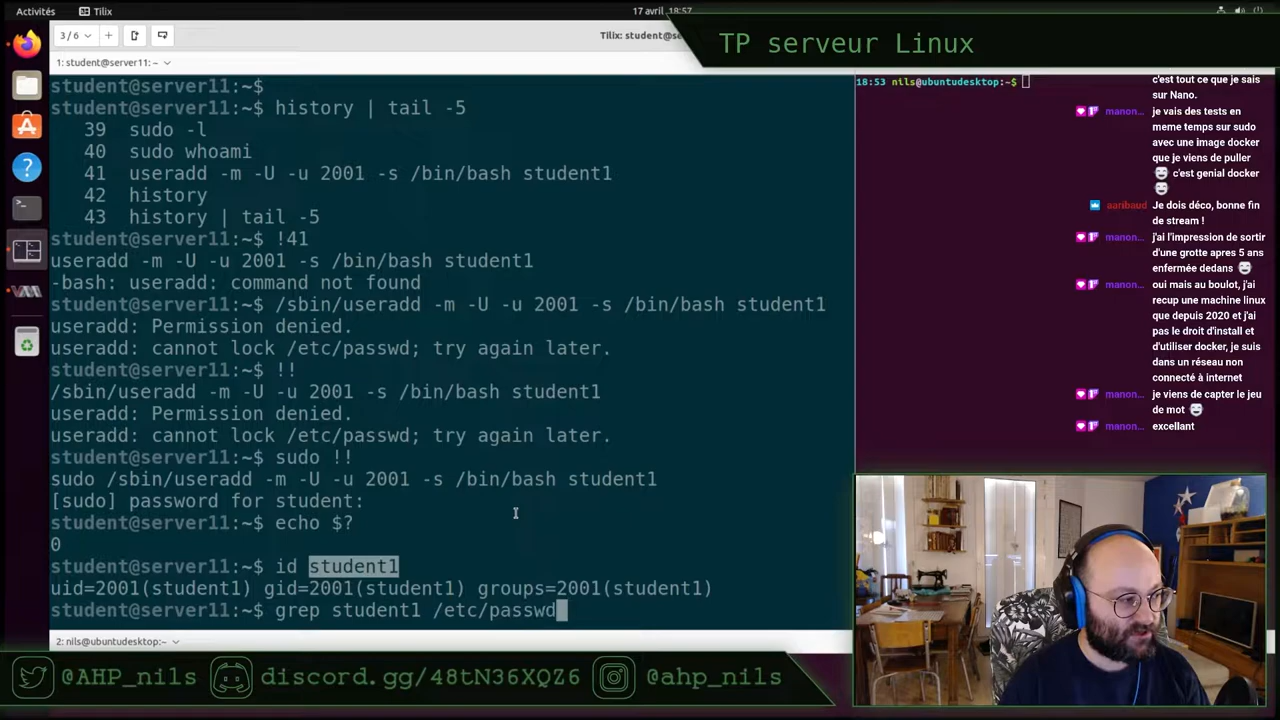 Activités
Tilix
17 avril 18:57
TP serveur Linux
3/6
Tilix: student@se
1: student@server11: ~
student@server11:~$
student@server11:~$ history | tail -5
39 sudo -l
40 sudo whoami
41 useradd -m -U -u 2001 -s /bin/bash student1
42 history
43 history | tail -5
student@server11:~$ !41
useradd -m -U -u 2001 -s /bin/bash student1
-bash: useradd: command not found
student@server11:~$ /sbin/useradd -m -U -u 2001 -s /bin/bash student1
useradd: Permission denied.
useradd: cannot lock /etc/passwd; try again later.
student@server11:~$ !!
/sbin/useradd -m -U -u 2001 -s /bin/bash student1
useradd: Permission denied.
useradd: cannot lock /etc/passwd; try again later.
student@server11:~$ sudo !!
sudo /sbin/useradd -m -U -u 2001 -s /bin/bash student1
[sudo] password for student:
student@server11:~$ echo $?
0
student@server11:~$ id student1
uid=2001(student1) gid=2001(student1) groups=2001(student1)
student@server11:~$ grep student1 /etc/passwd
2: nils@ubuntudesktop:~
18:53 nils@ubuntudesktop:~$
c'est tout ce que je sais
sur Nano.
manon... je vais des tests en
meme temps sur sudo
avec une image docker
que je viens de puller
c'est genial docker
aaribaud Je dois déco, bonne fin
de stream !
manon... j'ai l'impression de sortir
d'une grotte apres 5 ans
enfermée dedans
manon... oui mais au boulot, j'ai
recup une machine linux
que depuis 2020 et j'ai
pas le droit d'install et
d'utiliser docker, je suis
dans un réseau non
connecté à internet
manon... je viens de capter le jeu
de mot
manon... excellant
@AHP_nils
discord.gg/48tN36XQZ6
@ahp_nils